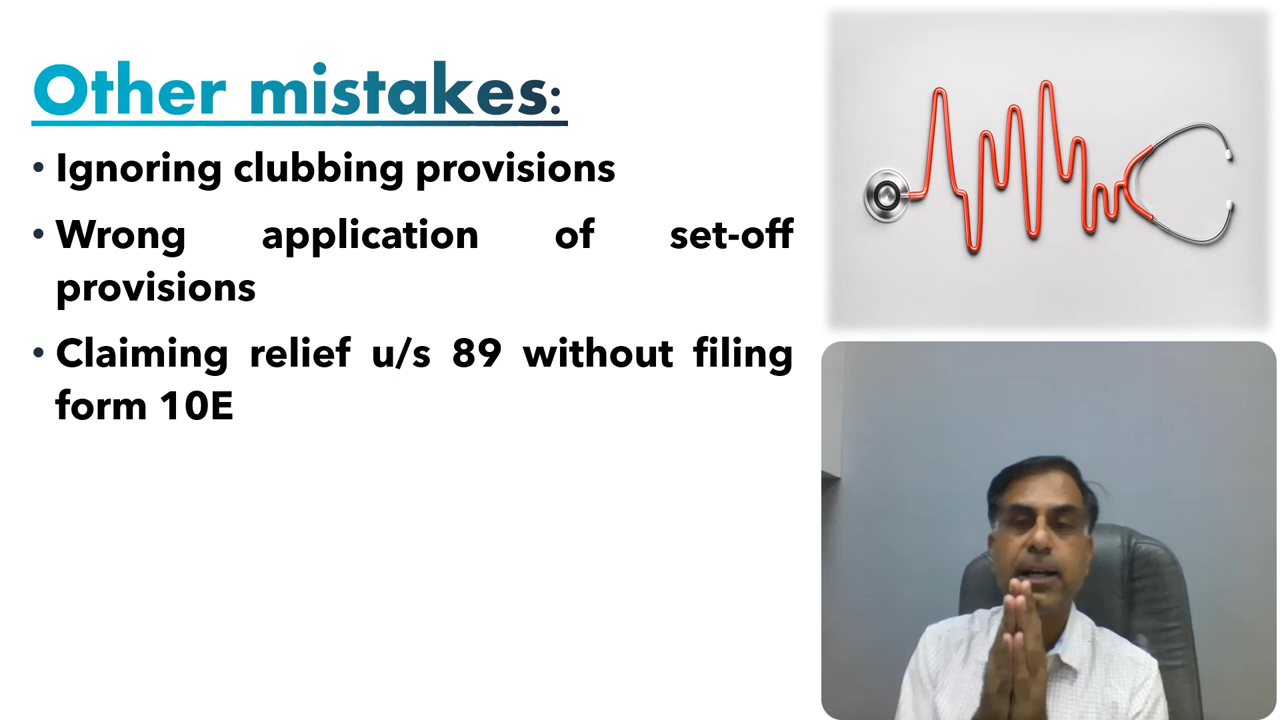 Other mistakes:
• Ignoring clubbing provisions
• Wrong application of set-off
provisions
• Claiming relief u/s 89 without filing
form 10E